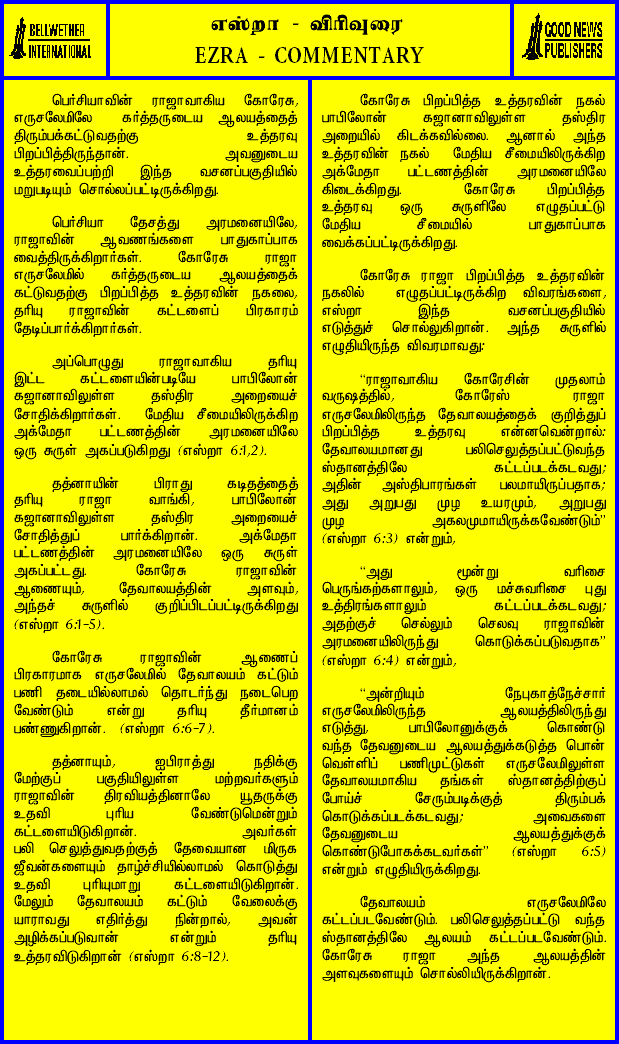 BELLWETHER
INTERNATIONAL
எஸ்றா - விரிவுரை
EZRA - COMMENTARY
GOOD NEWS
PUBLISHERS
பெர்சியாவின் ராஜாவாகிய கோரேசு,
எருசலேமிலே கர்த்தருடைய ஆலயத்தைத்
திரும்பக்கட்டுவதற்கு உத்தரவு
பிறப்பித்திருந்தான். அவனுடைய
உத்தரவைப்பற்றி இந்த வசனப்பகுதியில்
மறுபடியும் சொல்லப்பட்டிருக்கிறது.
பெர்சியா தேசத்து அரமனையிலே,
ராஜாவின் ஆவணங்களை பாதுகாப்பாக
வைத்திருக்கிறார்கள். கோரேசு ராஜா
எருசலேமில் கர்த்தருடைய ஆலயத்தைக்
கட்டுவதற்கு பிறப்பித்த உத்தரவின் நகலை,
தரியு ராஜாவின் கட்டளைப் பிரகாரம்
தேடிப்பார்க்கிறார்கள்.
அப்பொழுது ராஜாவாகிய தரியு
இட்ட கட்டளையின்படியே பாபிலோன்
கஜானாவிலுள்ள தஸ்திர அறையைச்
சோதிக்கிறார்கள். மேதிய சீமையிலிருக்கிற
அக்மேதா பட்டணத்தின் அரமனையிலே
ஒரு சுருள் அகப்படுகிறது (எஸ்றா 6:1,2).
தத்னாயின் பிராது கடிதத்தைத்
தரியு ராஜா வாங்கி, பாபிலோன்
கஜானாவிலுள்ள தஸ்திர அறையைச்
சோதித்துப் பார்க்கிறான். அக்மேதா
பட்டணத்தின் அரமனையிலே ஒரு சுருள்
அகப்பட்டது. கோரேசு ராஜாவின்
ஆணையும், தேவாலயத்தின் அளவும்,
அந்தச் சுருளில் குறிப்பிடப்பட்டிருக்கிறது
(எஸ்றா 6:1-5).
கோரேசு ராஜாவின் ஆணைப்
பிரகாரமாக எருசலேமில் தேவாலயம் கட்டும்
பணி தடையில்லாமல் தொடர்ந்து நடைபெற
வேண்டும் என்று தரியு தீர்மானம்
பண்ணுகிறான். (எஸ்றா 6:6-7).
தத்னாயும், ஐபிராத்து நதிக்கு
மேற்குப் பகுதியிலுள்ள மற்றவர்களும்
ராஜாவின் திரவியத்தினாலே யூதருக்கு
உதவி புரிய வேண்டுமென்றும்
கட்டளையிடுகிறான். அவர்கள்
பலி செலுத்துவதற்குத் தேவையான மிருக
ஜீவன்களையும் தாழ்ச்சியில்லாமல் கொடுத்து
உதவி புரியுமாறு கட்டளையிடுகிறான்.
மேலும் தேவாலயம் கட்டும் வேலைக்கு
யாராவது எதிர்த்து நின்றால், அவன்
அழிக்கப்படுவான் என்றும் தரியு
உத்தரவிடுகிறான் (எஸ்றா 6:8-12).
கோரேசு பிறப்பித்த உத்தரவின் நகல்
பாபிலோன் கஜானாவிலுள்ள தஸ்திர
அறையில் கிடக்கவில்லை. ஆனால் அந்த
உத்தரவின் நகல் மேதிய சீமையிலிருக்கிற
அக்மேதா பட்டணத்தின் அரமனையிலே
கிடைக்கிறது. கோரேசு பிறப்பித்த
உத்தரவு ஒரு சுருளிலே எழுதப்பட்டு
மேதிய சீமையில் பாதுகாப்பாக
வைக்கப்பட்டிருக்கிறது.
கோரேசு ராஜா பிறப்பித்த உத்தரவின்
நகலில் எழுதப்பட்டிருக்கிற விவரங்களை,
எஸ்றா இந்த வசனப்பகுதியில்
எடுத்துச் சொல்லுகிறான். அந்த சுருளில்
எழுதியிருந்த விவரமாவது:
“ராஜாவாகிய கோரேசின் முதலாம்
வருஷத்தில், கோரேஸ் ராஜா
எருசலேமிலிருந்த தேவாலயத்தைக் குறித்துப்
பிறப்பித்த உத்தரவு என்னவென்றால்:
தேவாலயமானது பலிசெலுத்தப்பட்டுவந்த
ஸ்தானத்திலே கட்டப்படக்கடவது;
அதின் அஸ்திபாரங்கள் பலமாயிருப்பதாக;
அது அறுபது முழ உயரமும், அறுபது
முழ அகலமுமாயிருக்கவேண்டும்”
(எஸ்றா 6:3) என்றும்,
“அது மூன்று வரிசை
பெருங்கற்களாலும், ஒரு மச்சுவரிசை புது
உத்திரங்களாலும் கட்டப்படக்கடவது;
அதற்குச் செல்லும் செலவு ராஜாவின்
அரமனையிலிருந்து கொடுக்கப்படுவதாக”
(எஸ்றா 6:4) என்றும்,
“அன்றியும் நேபுகாத்நேச்சார்
எருசலேமிலிருந்த ஆலயத்திலிருந்து
எடுத்து, பாபிலோனுக்குக் கொண்டு
வந்த தேவனுடைய ஆலயத்துக்கடுத்த பொன்
வெள்ளிப் பணிமுட்டுகள் எருசலேமிலுள்ள
தேவாலயமாகிய தங்கள் ஸ்தானத்திற்குப்
போய்ச் சேரும்படிக்குத் திரும்பக்
கொடுக்கப்படக்கடவது; அவைகளை
தேவனுடைய ஆலயத்துக்குக்
கொண்டுபோகக்கடவர்கள்” (எஸ்றா 6:5)
என்றும் எழுதியிருக்கிறது.
தேவாலயம் எருசலேமிலே
கட்டப்படவேண்டும். பலிசெலுத்தப்பட்டு வந்த
ஸ்தானத்திலே ஆலயம் கட்டப்படவேண்டும்.
கோரேசு ராஜா அந்த ஆலயத்தின்
அளவுகளையும் சொல்லியிருக்கிறான்.